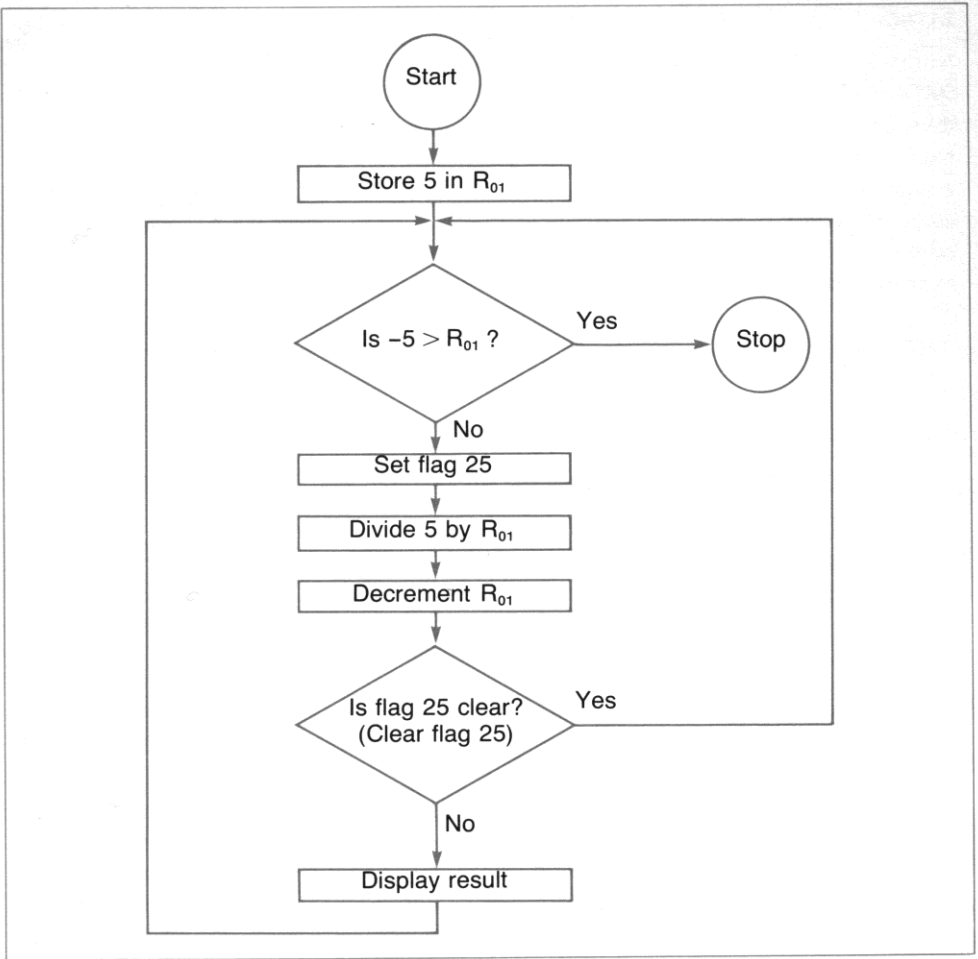 Start
Store 5 in R₀₁
Is –5 > R₀₁ ?
Yes
Stop
No
Set flag 25
Divide 5 by R₀₁
Decrement R₀₁
Is flag 25 clear?
(Clear flag 25)
Yes
No
Display result